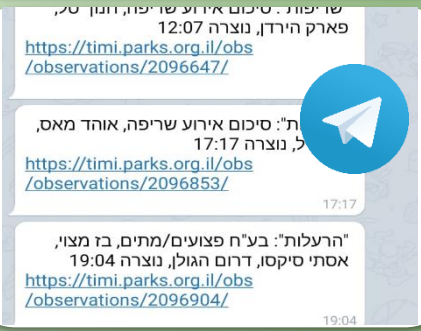 "שריפות": סיכום אירוע שריפה, חנוך טל,
פארק הירדן, נוצרה 12:07
https://timi.parks.org.il/obs
/observations/2096647/
ות": סיכום אירוע שריפה, אוהד מאס,
ל, נוצרה 17:17
https://timi.parks.org.il/obs
/observations/2096853/
17:17
"הרעלות": בע"ח פצועים/מתים, בז מצוי,
אסתי סיקסו, דרום הגולן, נוצרה 19:04
https://timi.parks.org.il/obs
/observations/2096904/
19:04